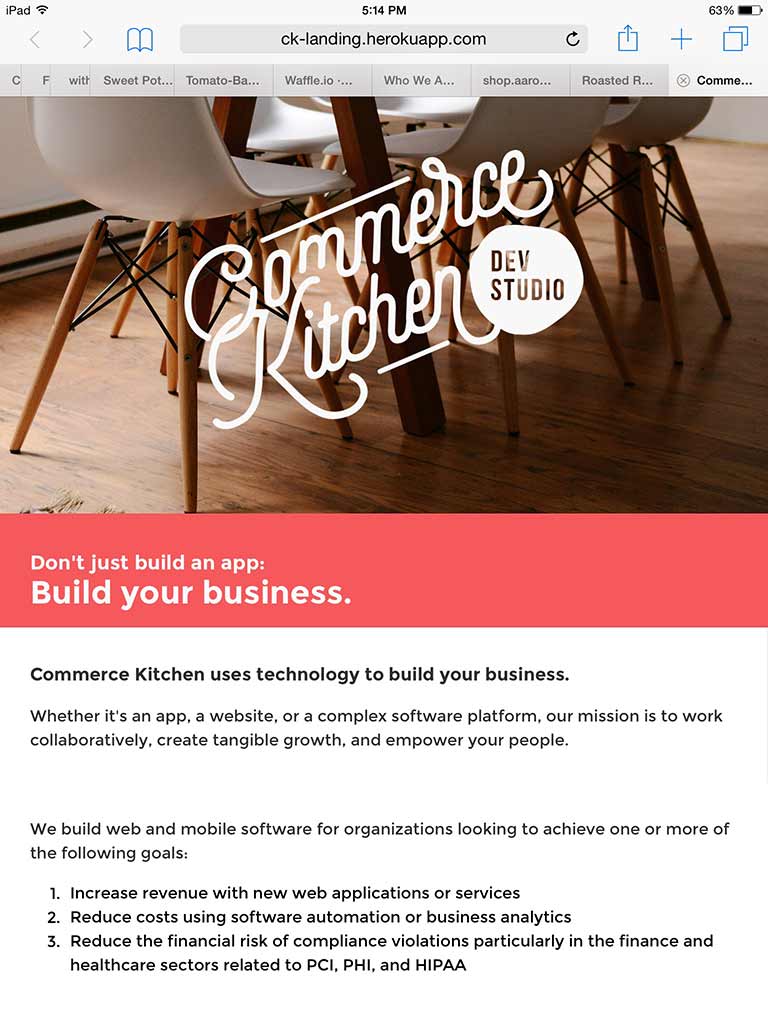 iPad 5:14 PM 63%
ck-landing.herokuapp.com
C F with Sweet Pot... Tomato-Ba... Waffle.io ·... Who We A... shop.aaro... Roasted R... Comme...
Commerce
Kitchen
DEV
STUDIO
Don't just build an app:
Build your business.
Commerce Kitchen uses technology to build your business.
Whether it's an app, a website, or a complex software platform, our mission is to work
collaboratively, create tangible growth, and empower your people.
We build web and mobile software for organizations looking to achieve one or more of
the following goals:
1. Increase revenue with new web applications or services
2. Reduce costs using software automation or business analytics
3. Reduce the financial risk of compliance violations particularly in the finance and
healthcare sectors related to PCI, PHI, and HIPAA